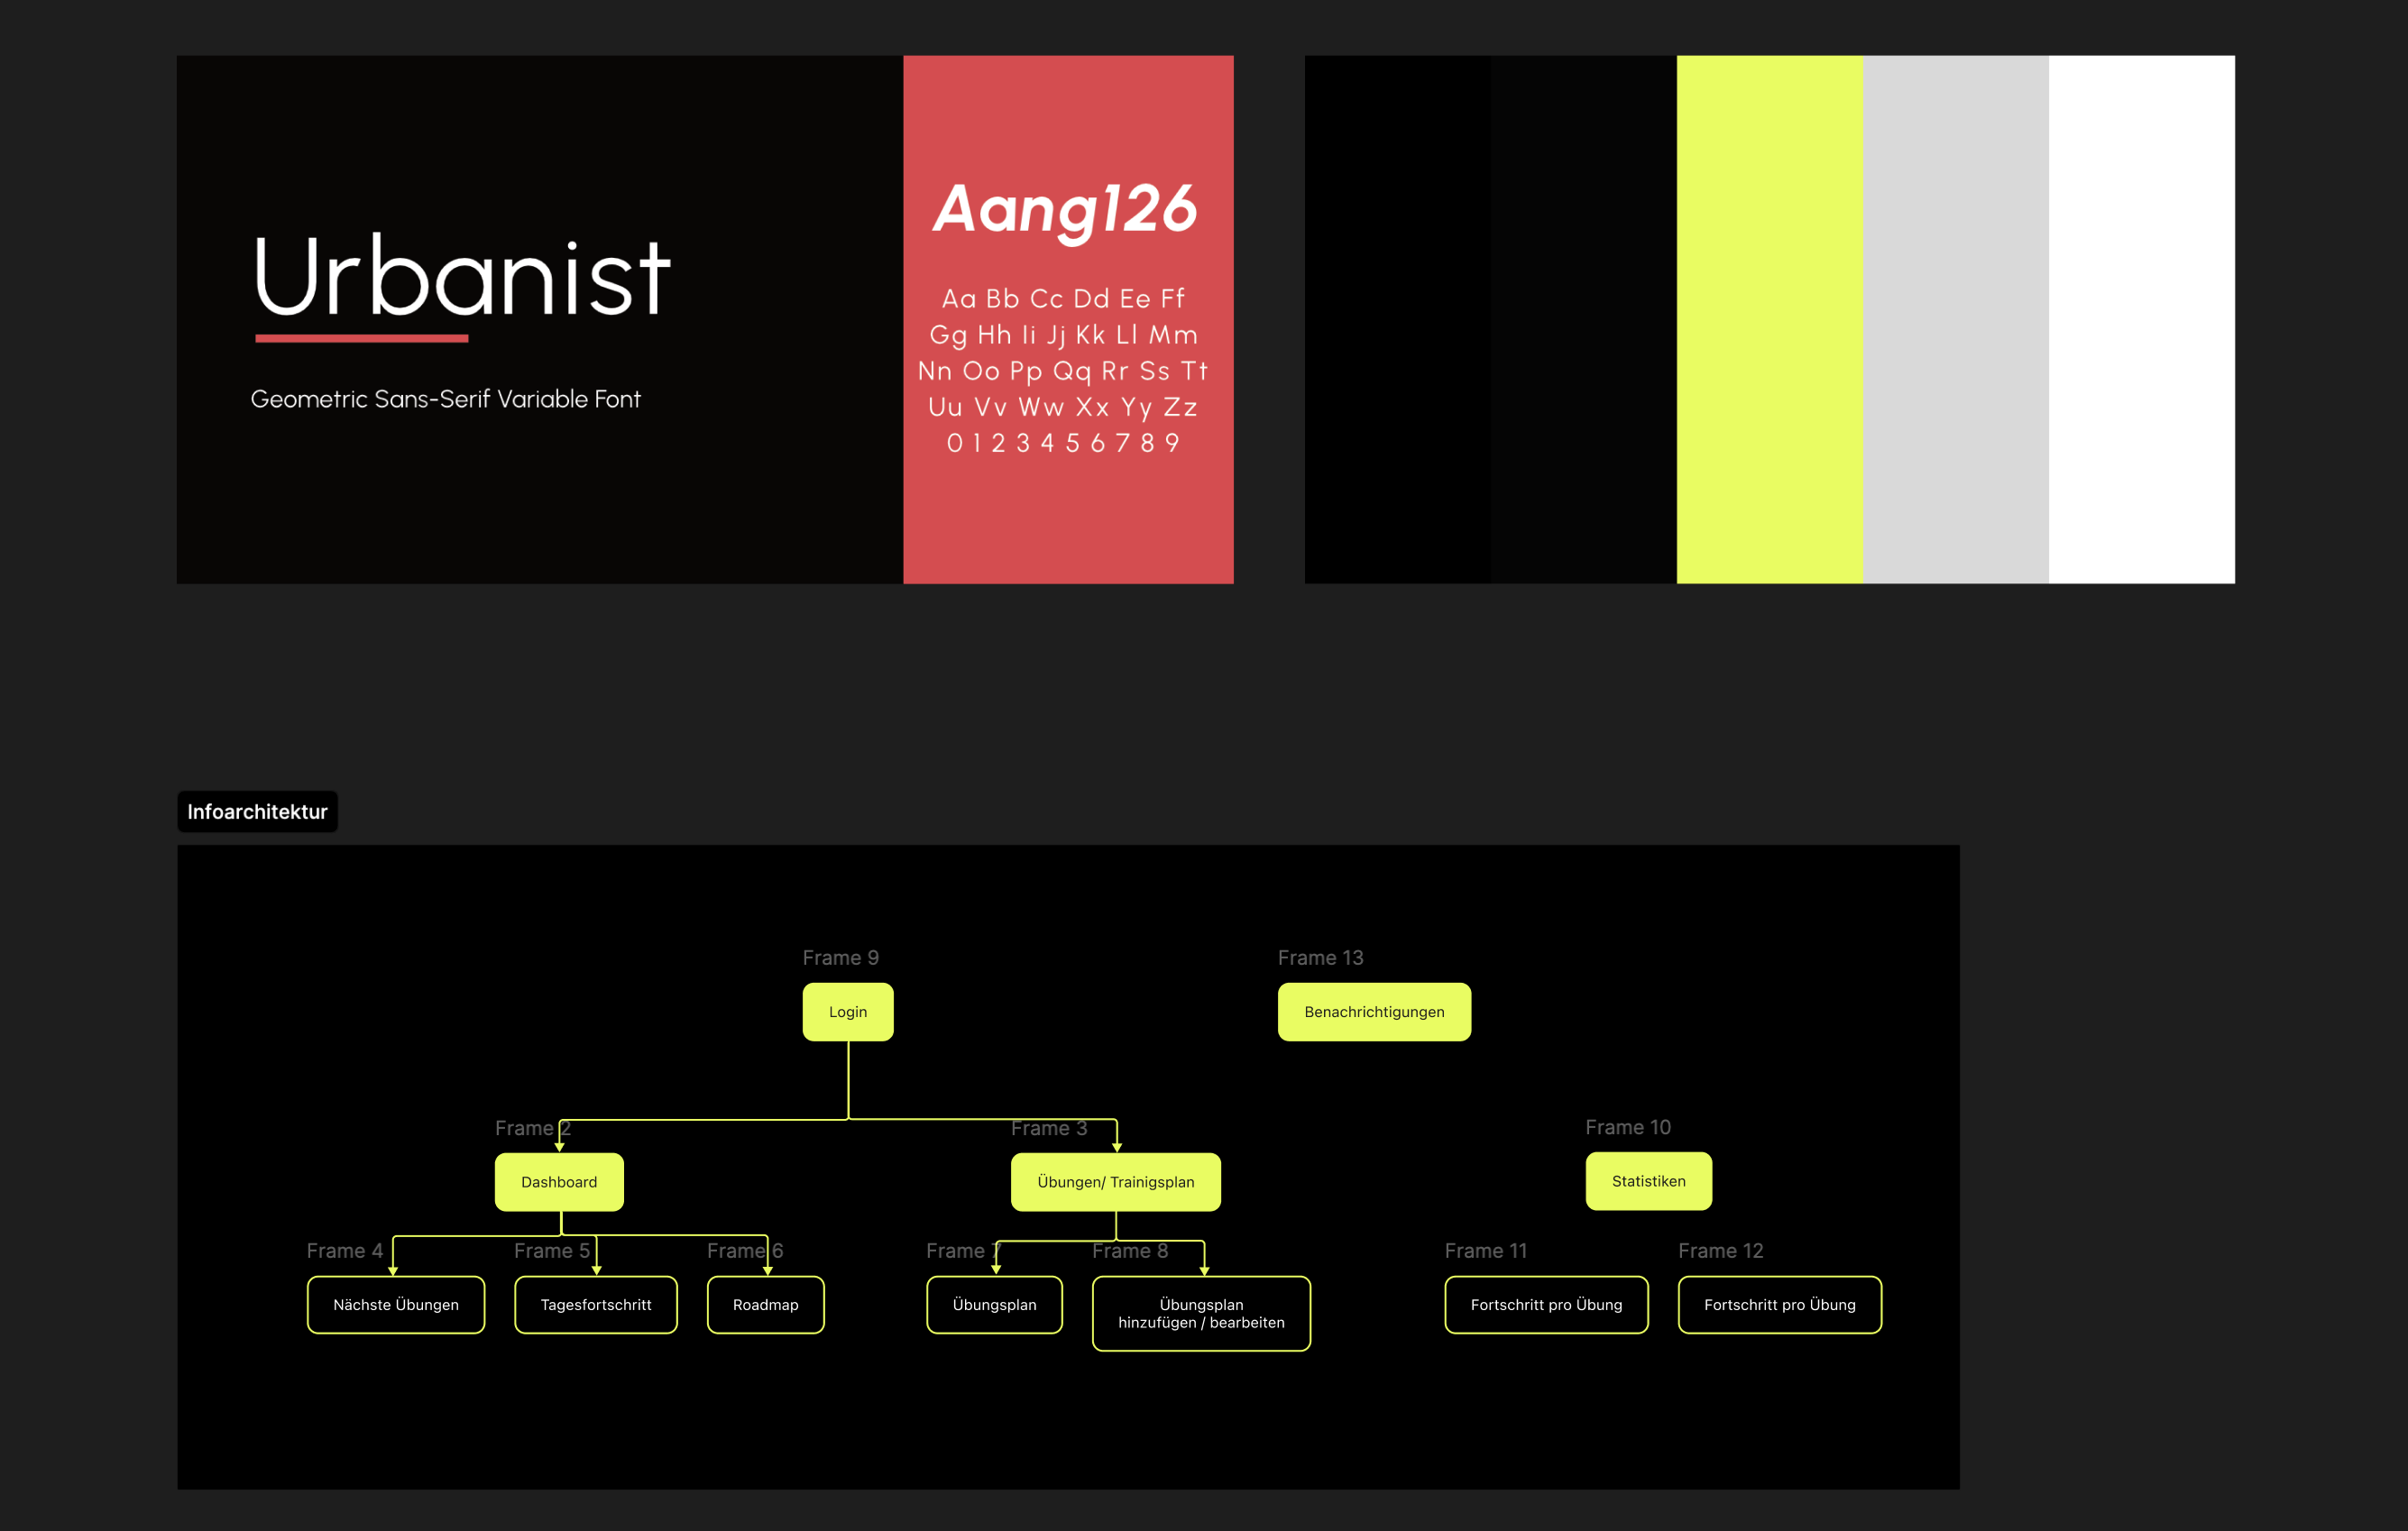 Urbanist
Geometric Sans-Serif Variable Font
Aang126
Aa Bb Cc Dd Ee Ff
Gg Hh Ii Jj Kk Ll Mm
Nn Oo Pp Qq Rr Ss Tt
Uu Vv Ww Xx Yy Zz
0 1 2 3 4 5 6 7 8 9
Infoarchitektur
Frame 9
Login
Frame 13
Benachrichtigungen
Frame 2
Dashboard
Frame 3
Übungen/ Trainigsplan
Frame 10
Statistiken
Frame 4
Nächste Übungen
Frame 5
Tagesfortschritt
Frame 6
Roadmap
Frame 7
Übungsplan
Frame 8
Übungsplan
hinzufügen / bearbeiten
Frame 11
Fortschritt pro Übung
Frame 12
Fortschritt pro Übung